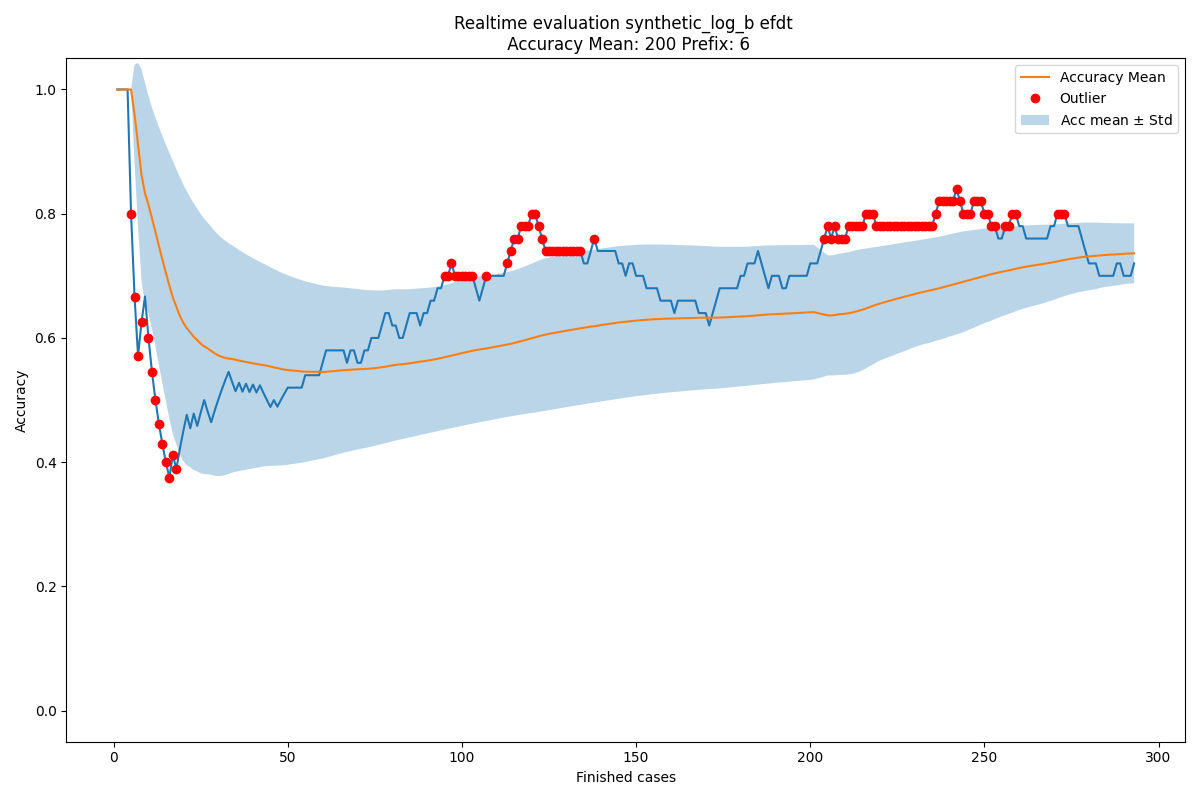 Realtime evaluation synthetic_log_b efdt
Accuracy Mean: 200 Prefix: 6
Accuracy Mean
Outlier
Acc mean ± Std
Accuracy
1.0
0.8
0.6
0.4
0.2
0.0
0 50 100 150 200 250 300
Finished cases